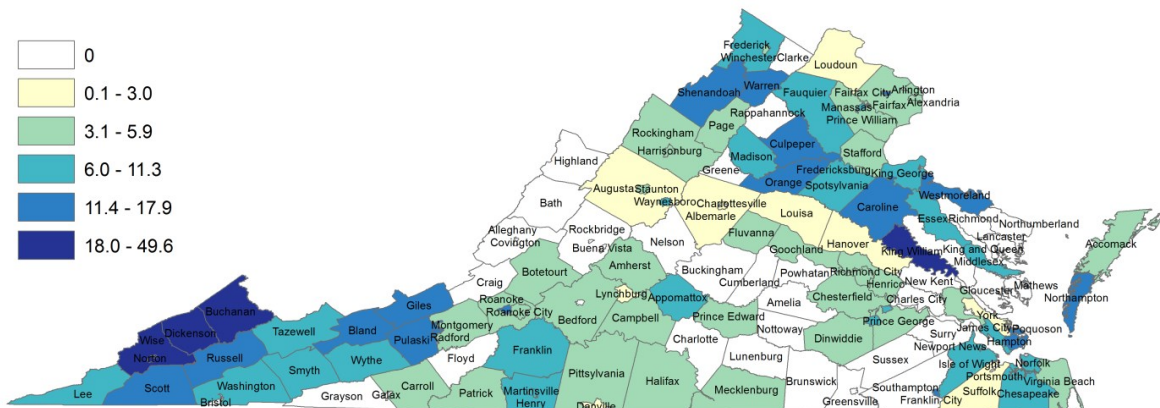 0
0.1 - 3.0
3.1 - 5.9
6.0 - 11.3
11.4 - 17.9
18.0 - 49.6
Frederick
Winchester
Clarke
Loudoun
Warren
Shenandoah
Fauquier
Fairfax City
Arlington
Fairfax
Alexandria
Manassas
Prince William
Rappahannock
Page
Rockingham
Harrisonburg
Culpeper
Stafford
Madison
Greene
Highland
Fredericksburg
King George
Orange
Spotsylvania
Westmoreland
Augusta
Staunton
Waynesboro
Bath
Charlottesville
Albemarle
Louisa
Caroline
Essex
Richmond
Northumberland
Lancaster
Accomack
Alleghany
Covington
Rockbridge
Buena Vista
Nelson
Fluvanna
Goochland
Hanover
King William
King and Queen
Middlesex
Botetourt
Amherst
Buckingham
Cumberland
Powhatan
Richmond City
Henrico
New Kent
Gloucester
Mathews
Northampton
Craig
Roanoke
Roanoke City
Bedford
Lynchburg
Campbell
Appomattox
Prince Edward
Amelia
Chesterfield
Charles City
York
James City
Poquoson
Hampton
Buchanan
Dickenson
Wise
Norton
Tazewell
Giles
Bland
Pulaski
Montgomery
Radford
Russell
Wythe
Smyth
Floyd
Franklin
Charlotte
Nottoway
Prince George
Dinwiddie
Surry
Newport News
Norfolk
Isle of Wight
Sussex
Lunenburg
Lee
Scott
Washington
Bristol
Grayson
Galax
Carroll
Patrick
Martinsville
Henry
Pittsylvania
Danville
Halifax
Mecklenburg
Brunswick
Greensville
Southampton
Franklin City
Suffolk
Portsmouth
Virginia Beach
Chesapeake